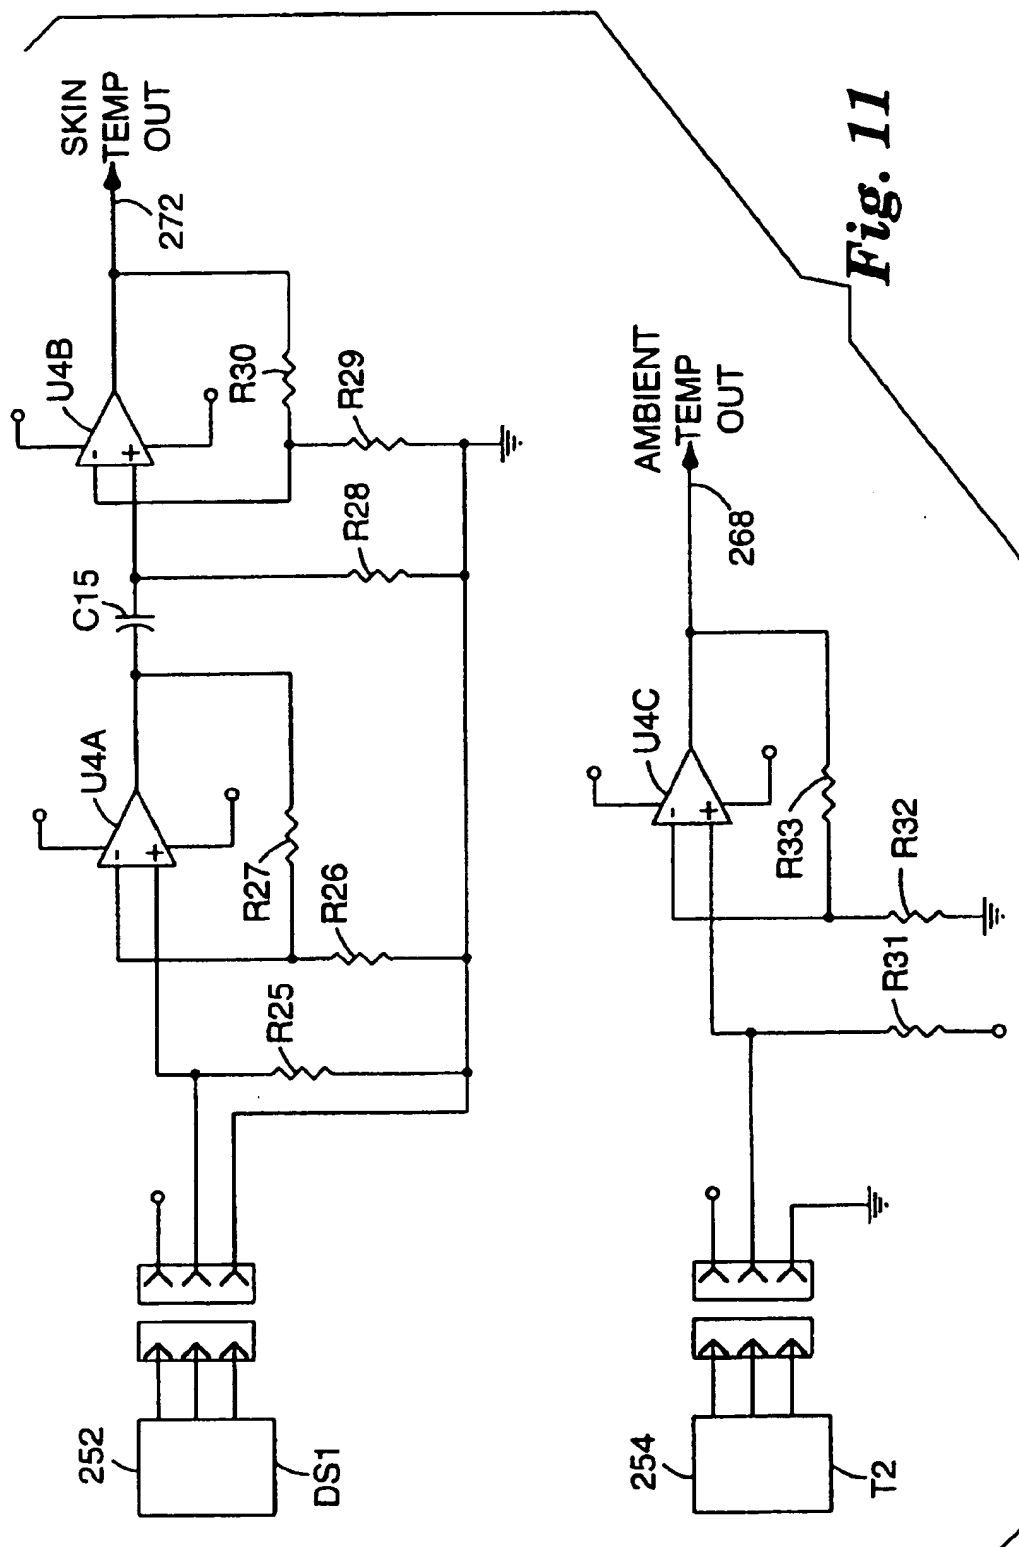 SKIN
TEMP
OUT
272
U4B
R30
R29
C15
R28
U4A
R27
R26
R25
252
DS1
-
+
-
+
AMBIENT
TEMP
OUT
268
U4C
-
+
R33
R32
R31
254
T2
Fig. 11